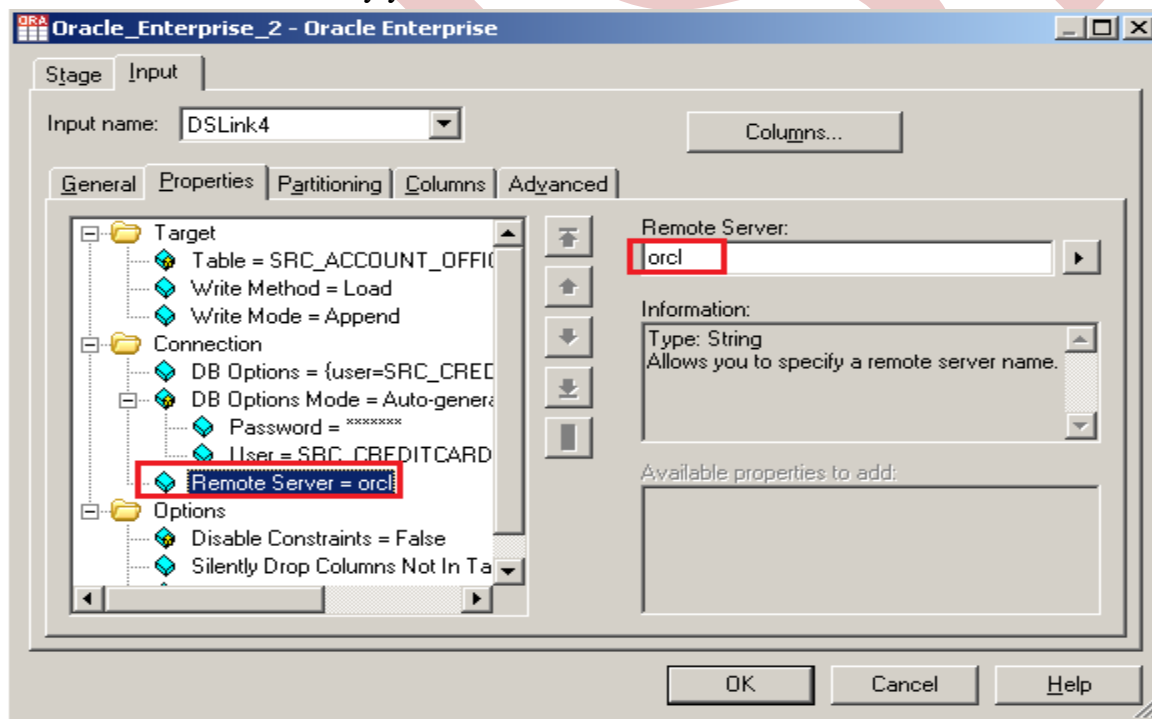 ORA Oracle_Enterprise_2 - Oracle Enterprise
Stage Input
Input name: DSLink4
Columns...
General Properties Partitioning Columns Advanced
Target
Table = SRC_ACCOUNT_OFFI
Write Method = Load
Write Mode = Append
Connection
DB Options = {user=SRC_CRED
DB Options Mode = Auto-genera
Password = *******
User = SRC_CREDITCARD
Remote Server = orcl
Options
Disable Constraints = False
Silently Drop Columns Not In Ta
Remote Server:
orcl
Information:
Type: String
Allows you to specify a remote server name.
Available properties to add:
OK Cancel Help